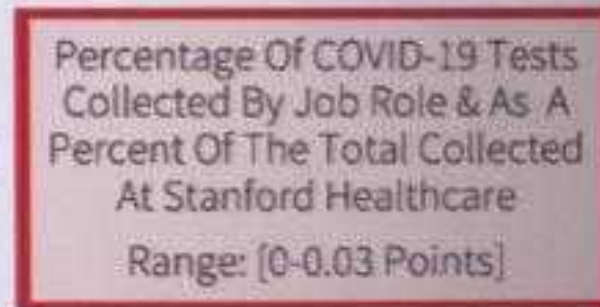 Percentage Of COVID-19 Tests
Collected By Job Role & As A
Percent Of The Total Collected
At Stanford Healthcare
Range: [0-0.03 Points]